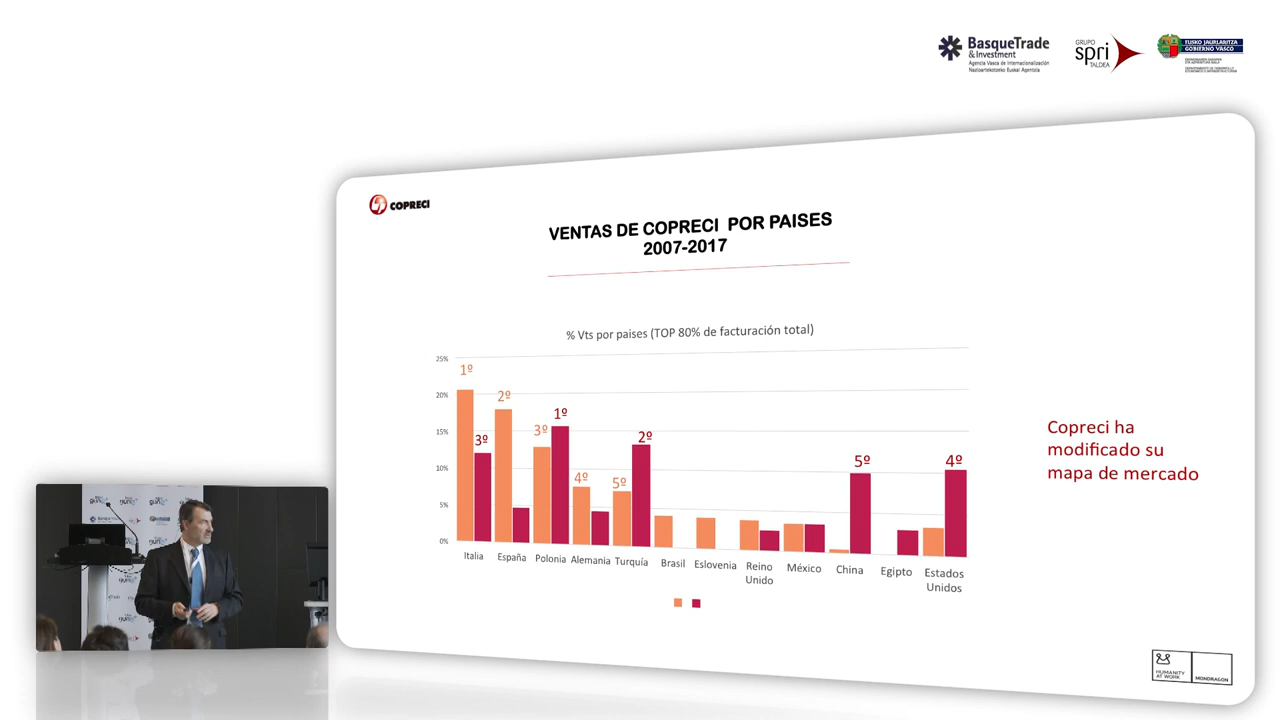 BasqueTrade
& Investment
Agencia Vasca de Internacionalización
Nazioartekotzeko Euskal Agentzia
GRUPO
spri
TALDEA
EUSKO JAURLARITZA
GOBIERNO VASCO
COPRECI
VENTAS DE COPRECI POR PAISES
2007-2017
% Vts por paises (TOP 80% de facturación total)
25%
20%
15%
10%
5%
0%
1º
3º
2º
3º
1º
4º
5º
2º
5º
4º
Italia
España
Polonia
Alemania
Turquía
Brasil
Eslovenia
Reino
Unido
México
China
Egipto
Estados
Unidos
Copreci ha
modificado su
mapa de mercado
HUMANITY
AT WORK
MONDRAGON